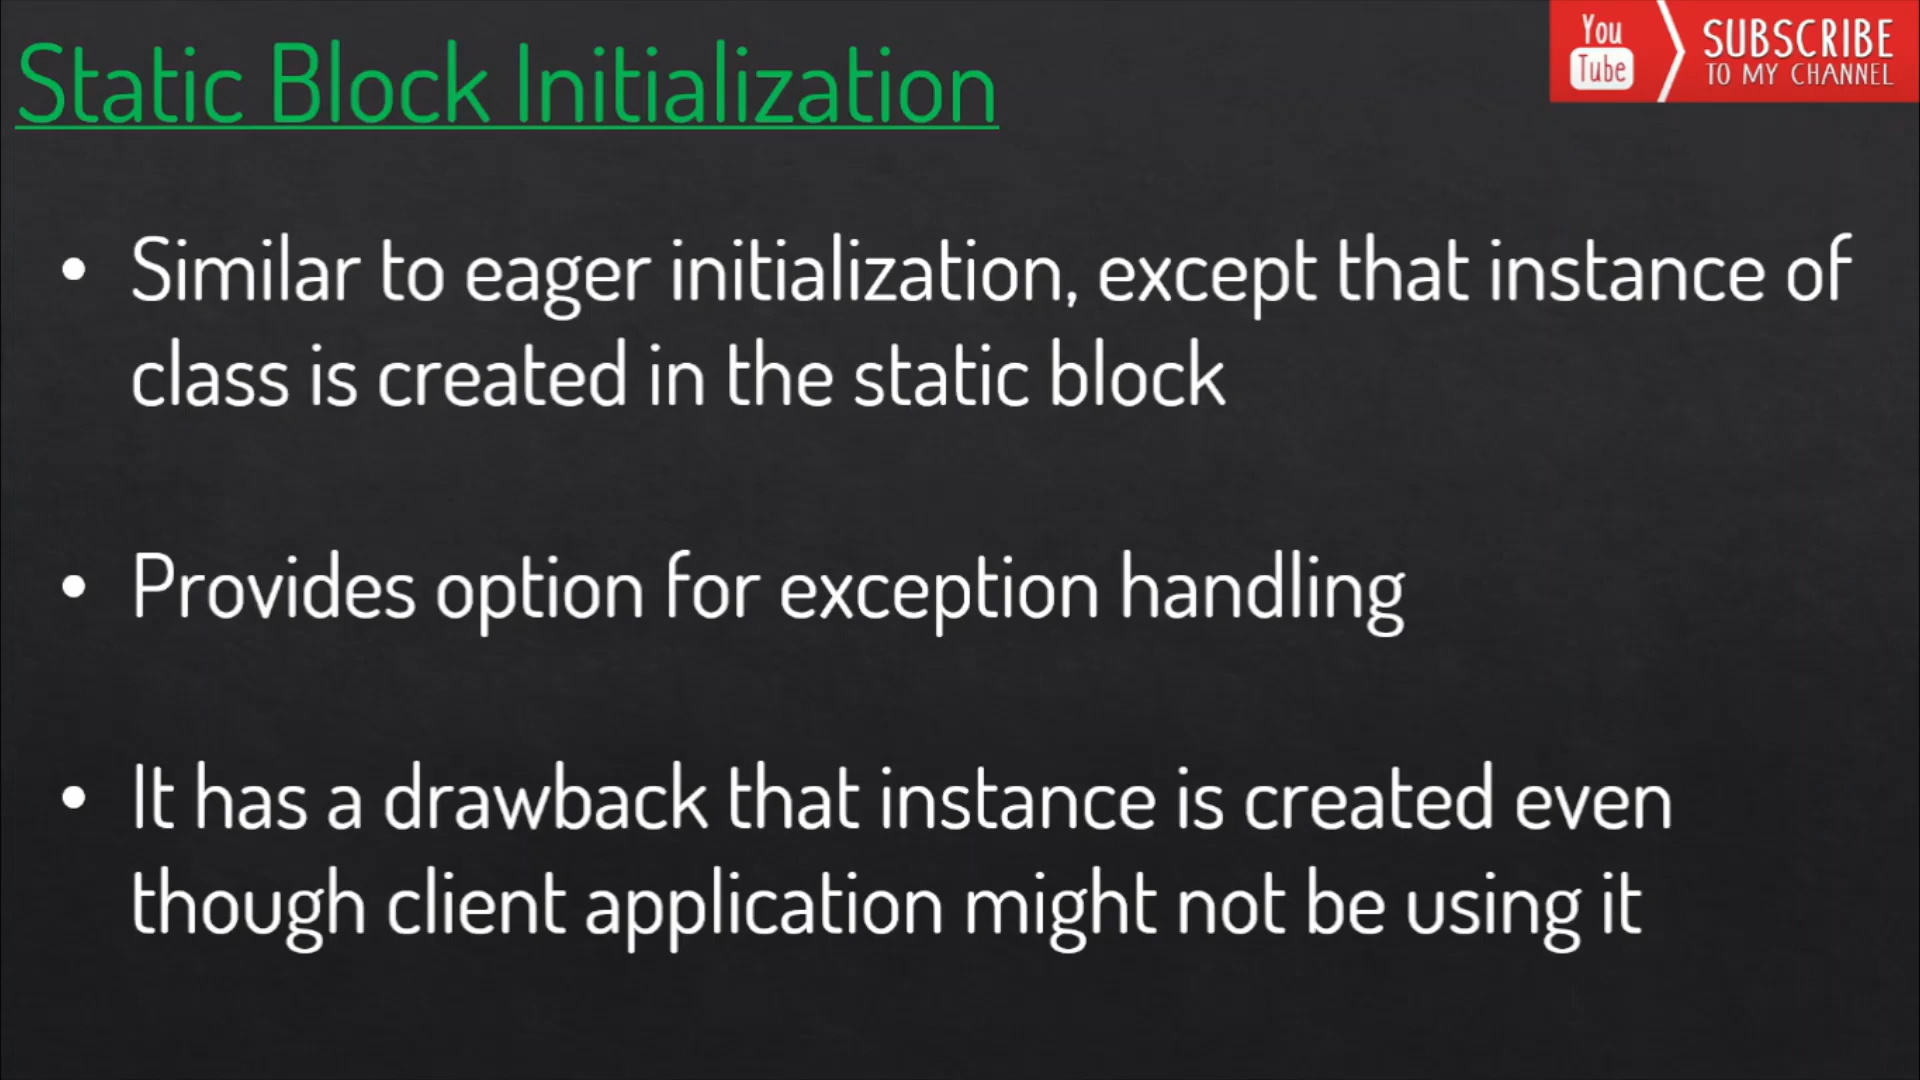 Static Block Initialization
You
Tube
SUBSCRIBE
TO MY CHANNEL
• Similar to eager initialization, except that instance of
class is created in the static block
• Provides option for exception handling
• It has a drawback that instance is created even
though client application might not be using it